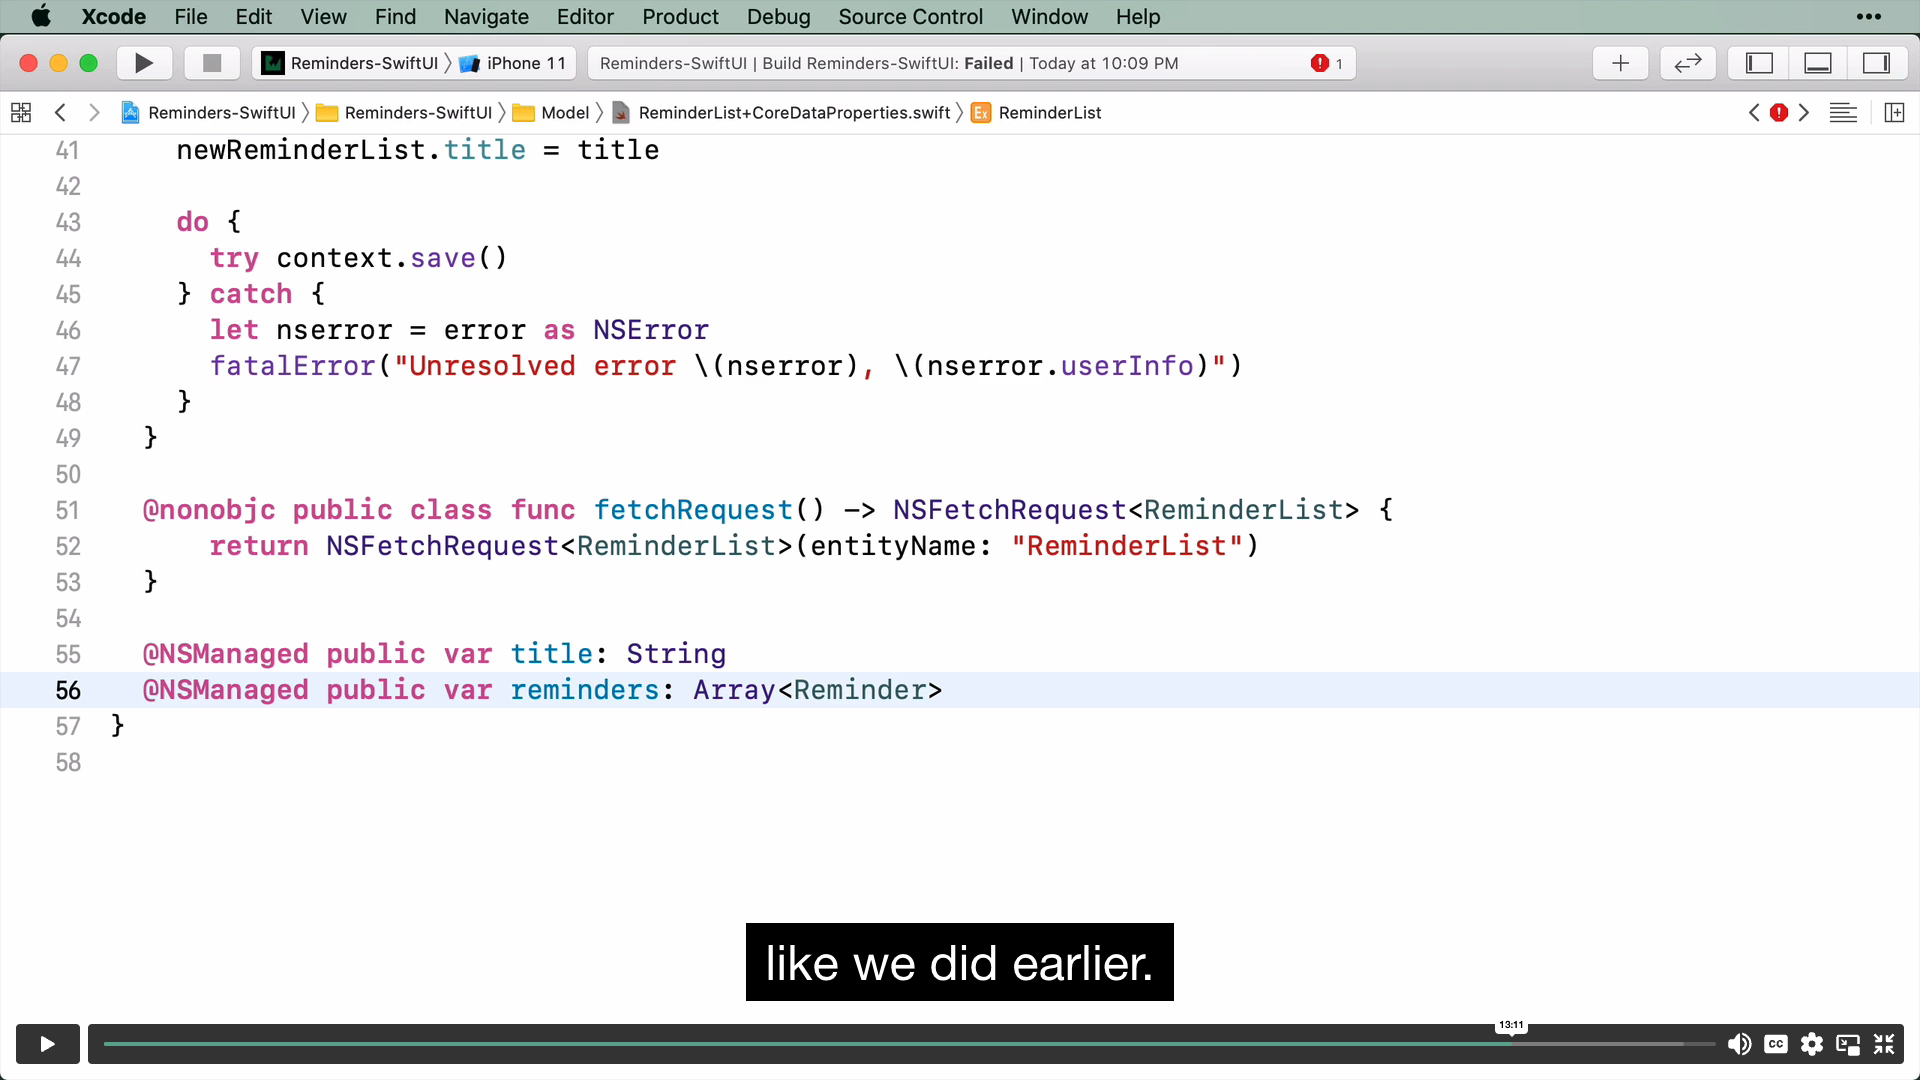 Xcode File Edit View Find Navigate Editor Product Debug Source Control Window Help
Reminders-SwiftUI iPhone 11 Reminders-SwiftUI | Build Reminders-SwiftUI: Failed | Today at 10:09 PM 1
Reminders-SwiftUI Reminders-SwiftUI Model ReminderList+CoreDataProperties.swift Ex ReminderList
41 newReminderList.title = title
42
43 do {
44 try context.save()
45 } catch {
46 let nserror = error as NSError
47 fatalError("Unresolved error \(nserror), \(nserror.userInfo)")
48 }
49 }
50
51 @nonobjc public class func fetchRequest() -> NSFetchRequest<ReminderList> {
52 return NSFetchRequest<ReminderList>(entityName: "ReminderList")
53 }
54
55 @NSManaged public var title: String
56 @NSManaged public var reminders: Array<Reminder>
57 }
58
like we did earlier.
13:11
CC